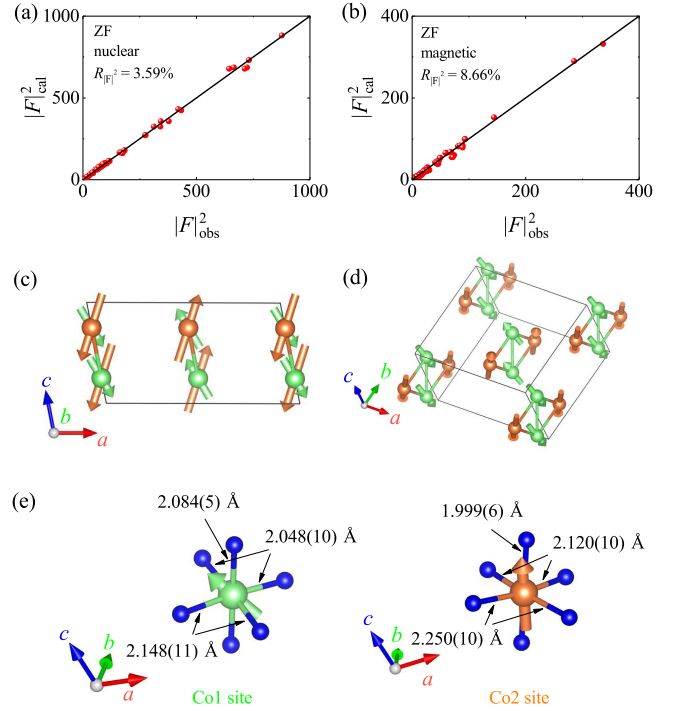 (a)
ZF
nuclear
R|F|² = 3.59%
1000
500
0
0
500
1000
|F|²cal
|F|²obs
(b)
ZF
magnetic
R|F|² = 8.66%
400
200
0
0
200
400
|F|²cal
|F|²obs
(c)
c
b
a
(d)
c
b
a
(e)
2.084(5) Å
2.048(10) Å
2.148(11) Å
c
b
a
Co1 site
1.999(6) Å
2.120(10) Å
2.250(10) Å
c
b
a
Co2 site